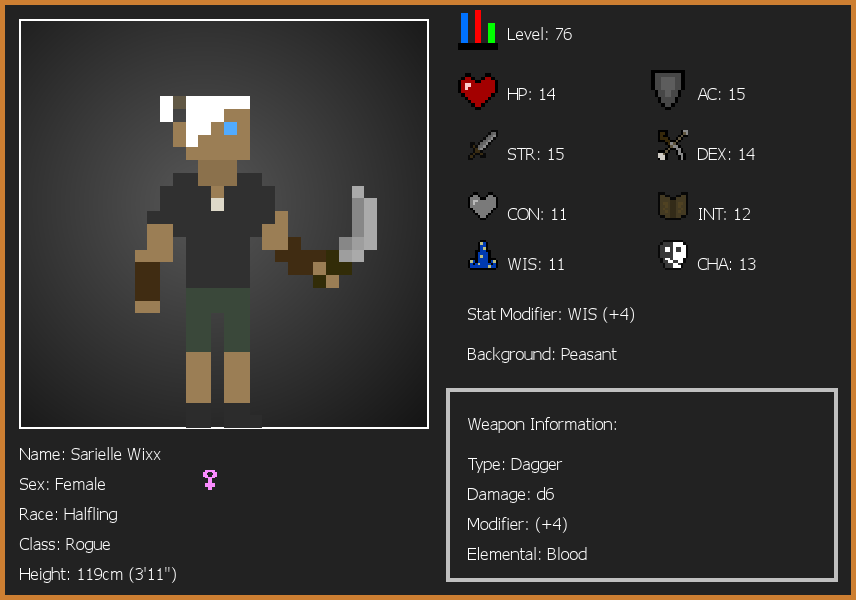 Level: 76
HP: 14
AC: 15
STR: 15
DEX: 14
CON: 11
INT: 12
WIS: 11
CHA: 13
Stat Modifier: WIS (+4)
Background: Peasant
Weapon Information:
Type: Dagger
Damage: d6
Modifier: (+4)
Elemental: Blood
Name: Sarielle Wixx
Sex: Female
Race: Halfling
Class: Rogue
Height: 119cm (3'11")